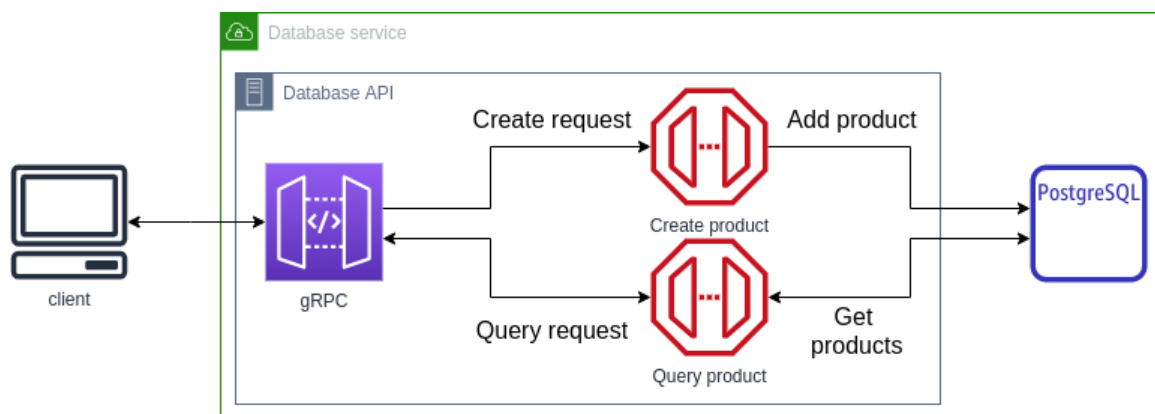 Database service
Database API
Create request
Add product
PostgreSQL
</>
Create product
client
gRPC
Query request
Get
products
Query product